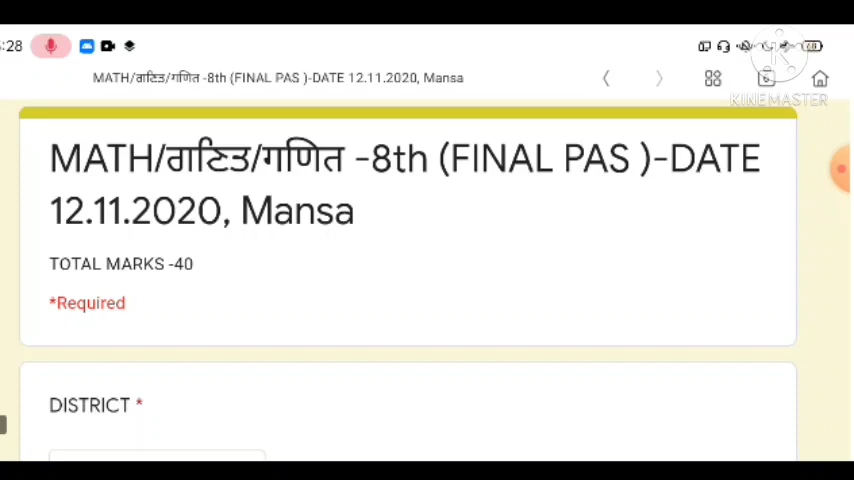 :28
MATH/ਗਣਿਤ/गणित -8th (FINAL PAS )-DATE 12.11.2020, Mansa
KINEMASTER
MATH/ਗਣਿਤ/गणित -8th (FINAL PAS )-DATE
12.11.2020, Mansa
TOTAL MARKS -40
*Required
DISTRICT *